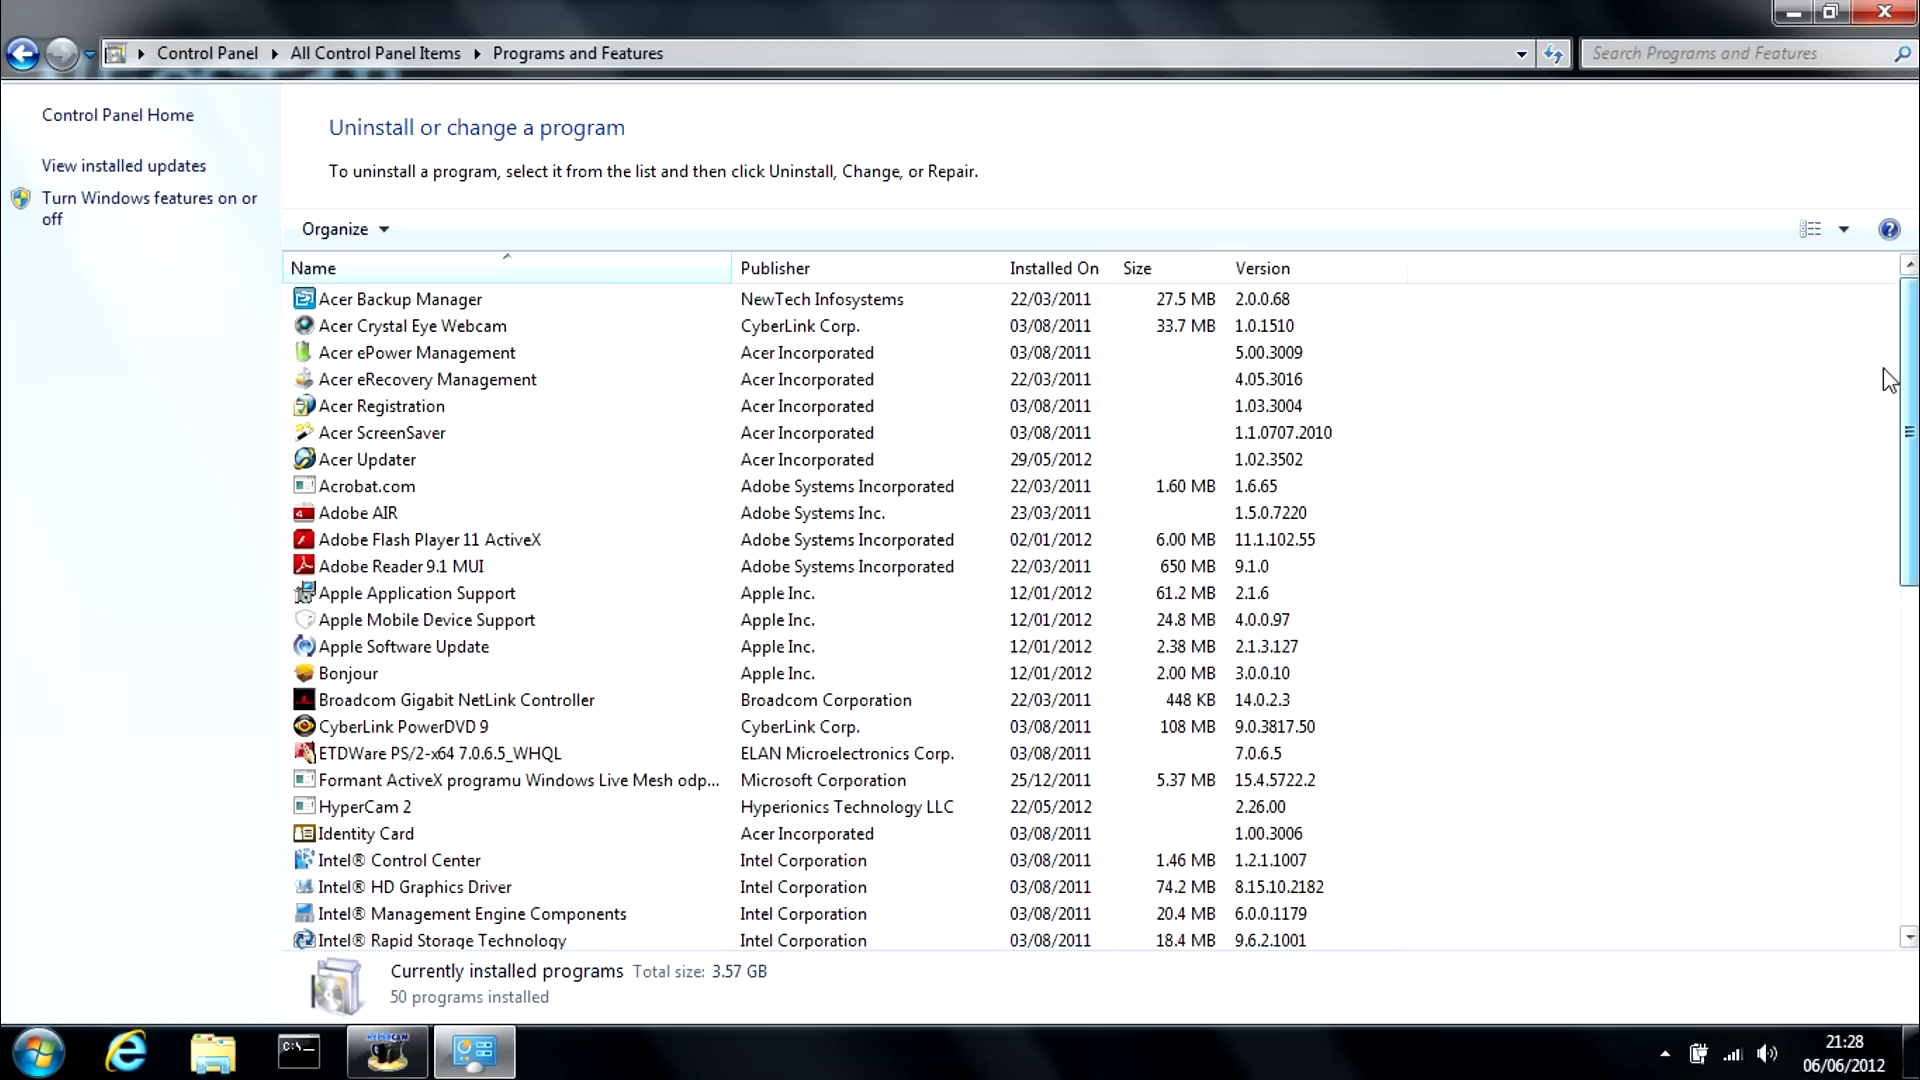 Control Panel ▸ All Control Panel Items ▸ Programs and Features
Search Programs and Features
Control Panel Home
View installed updates
Turn Windows features on or
off
Uninstall or change a program
To uninstall a program, select it from the list and then click Uninstall, Change, or Repair.
Organize
Name Publisher Installed On Size Version
Acer Backup Manager NewTech Infosystems 22/03/2011 27.5 MB 2.0.0.68
Acer Crystal Eye Webcam CyberLink Corp. 03/08/2011 33.7 MB 1.0.1510
Acer ePower Management Acer Incorporated 03/08/2011 5.00.3009
Acer eRecovery Management Acer Incorporated 22/03/2011 4.05.3016
Acer Registration Acer Incorporated 03/08/2011 1.03.3004
Acer ScreenSaver Acer Incorporated 03/08/2011 1.1.0707.2010
Acer Updater Acer Incorporated 29/05/2012 1.02.3502
Acrobat.com Adobe Systems Incorporated 22/03/2011 1.60 MB 1.6.65
Adobe AIR Adobe Systems Inc. 23/03/2011 1.5.0.7220
Adobe Flash Player 11 ActiveX Adobe Systems Incorporated 02/01/2012 6.00 MB 11.1.102.55
Adobe Reader 9.1 MUI Adobe Systems Incorporated 22/03/2011 650 MB 9.1.0
Apple Application Support Apple Inc. 12/01/2012 61.2 MB 2.1.6
Apple Mobile Device Support Apple Inc. 12/01/2012 24.8 MB 4.0.0.97
Apple Software Update Apple Inc. 12/01/2012 2.38 MB 2.1.3.127
Bonjour Apple Inc. 12/01/2012 2.00 MB 3.0.0.10
Broadcom Gigabit NetLink Controller Broadcom Corporation 22/03/2011 448 KB 14.0.2.3
CyberLink PowerDVD 9 CyberLink Corp. 03/08/2011 108 MB 9.0.3817.50
ETDWare PS/2-x64 7.0.6.5_WHQL ELAN Microelectronics Corp. 03/08/2011 7.0.6.5
Formant ActiveX programu Windows Live Mesh odp... Microsoft Corporation 25/12/2011 5.37 MB 15.4.5722.2
HyperCam 2 Hyperionics Technology LLC 22/05/2012 2.26.00
Identity Card Acer Incorporated 03/08/2011 1.00.3006
Intel® Control Center Intel Corporation 03/08/2011 1.46 MB 1.2.1.1007
Intel® HD Graphics Driver Intel Corporation 03/08/2011 74.2 MB 8.15.10.2182
Intel® Management Engine Components Intel Corporation 03/08/2011 20.4 MB 6.0.0.1179
Intel® Rapid Storage Technology Intel Corporation 03/08/2011 18.4 MB 9.6.2.1001
Currently installed programs Total size: 3.57 GB
50 programs installed
C:\
HYPERCAM
21:28
06/06/2012